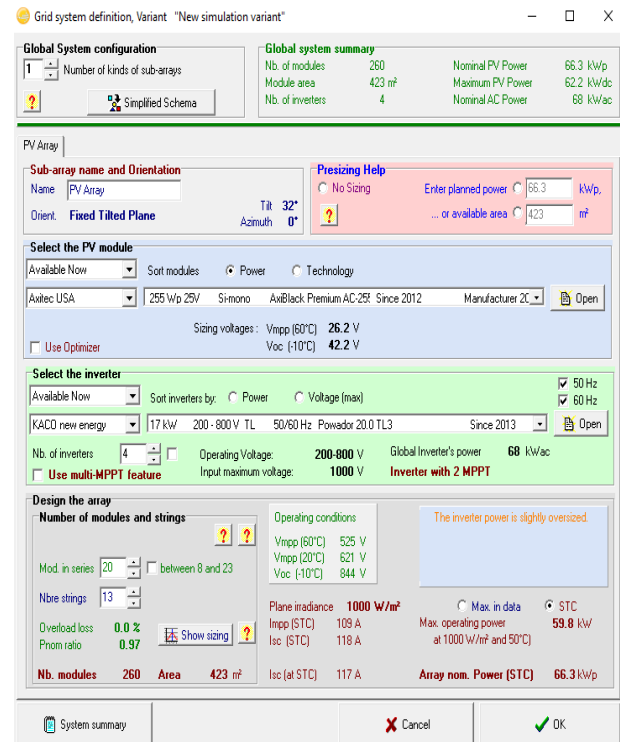 Grid system definition, Variant "New simulation variant"
Global System configuration
1 Number of kinds of sub-arrays
? Simplified Schema
Global system summary
Nb. of modules 260 Nominal PV Power 66.3 kWp
Module area 423 m² Maximum PV Power 62.2 kWdc
Nb. of inverters 4 Nominal AC Power 68 kWac
PV Array
Sub-array name and Orientation
Name PV Array
Orient. Fixed Tilted Plane
Tilt 32°
Azimuth 0°
Presizing Help
No Sizing Enter planned power 66.3 kWp,
? ... or available area 423 m²
Select the PV module
Available Now Sort modules Power Technology
Axitec USA 255 Wp 25V Si-mono AxiBlack Premium AC-255 Since 2012 Manufacturer 2C Open
Sizing voltages : Vmpp (60°C) 26.2 V
Use Optimizer Voc (-10°C) 42.2 V
Select the inverter
50 Hz
Available Now Sort inverters by: Power Voltage (max) 60 Hz
KACO new energy 17 kW 200 - 800 V TL 50/60 Hz Powador 20.0 TL3 Since 2013 Open
Nb. of inverters 4 Operating Voltage: 200-800 V Global Inverter's power 68 kWac
Use multi-MPPT feature Input maximum voltage: 1000 V Inverter with 2 MPPT
Design the array
Number of modules and strings
? ?
Mod. in series 20 between 8 and 23
Nbre strings 13
Overload loss 0.0 %
Pnom ratio 0.97
Show sizing ?
Nb. modules 260 Area 423 m²
Operating conditions
Vmpp (60°C) 525 V
Vmpp (20°C) 621 V
Voc (-10°C) 844 V
The inverter power is slightly oversized.
Plane irradiance 1000 W/m² Max. in data STC
Impp (STC) 109 A Max. operating power 59.8 kW
Isc (STC) 118 A at 1000 W/m² and 50°C)
Isc (at STC) 117 A Array nom. Power (STC) 66.3 kWp
System summary Cancel OK